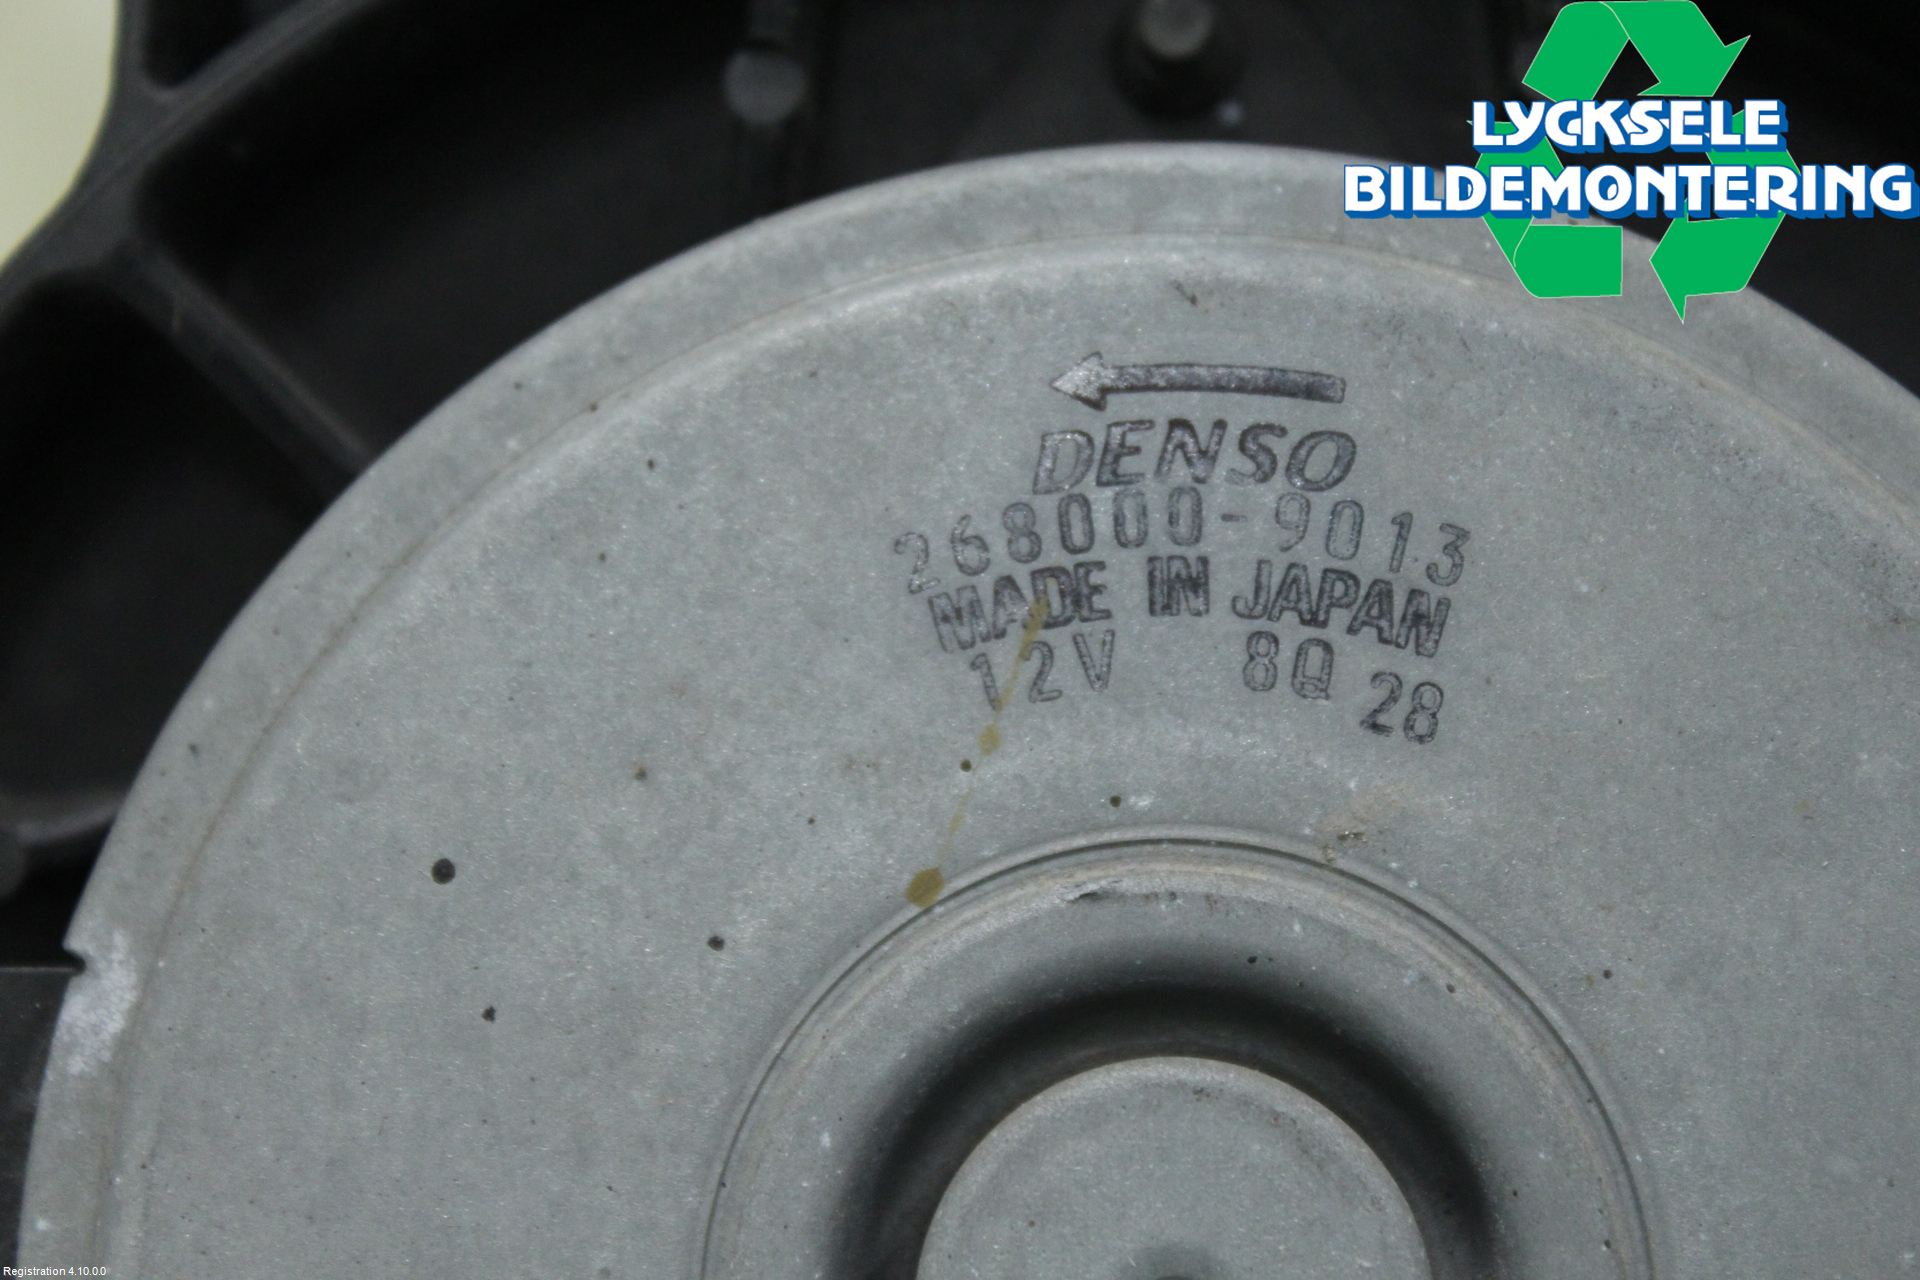 LYCKSELE
BILDEMONTERING
DENSO
268000-9013
MADE IN JAPAN
12V 8Q 28
Registration 4.10.0.0